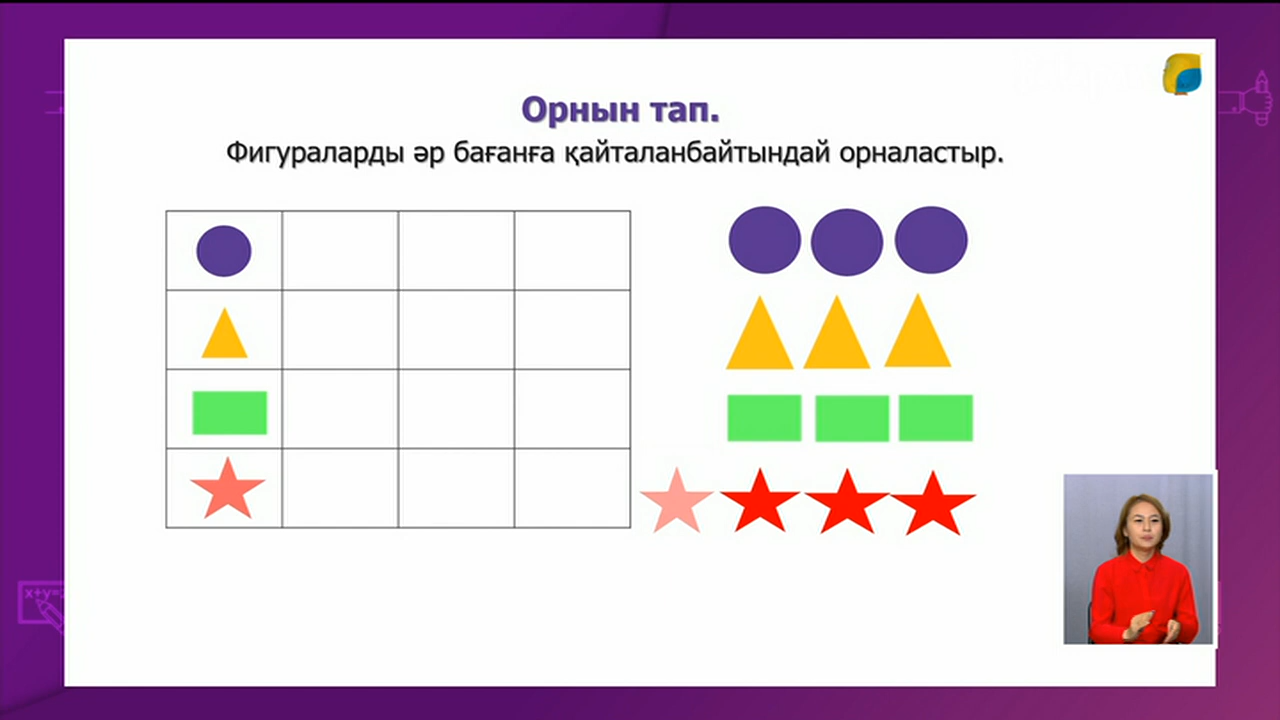 Орнын тап.
Фигураларды әр бағанға қайталанбайтындай орналастыр.